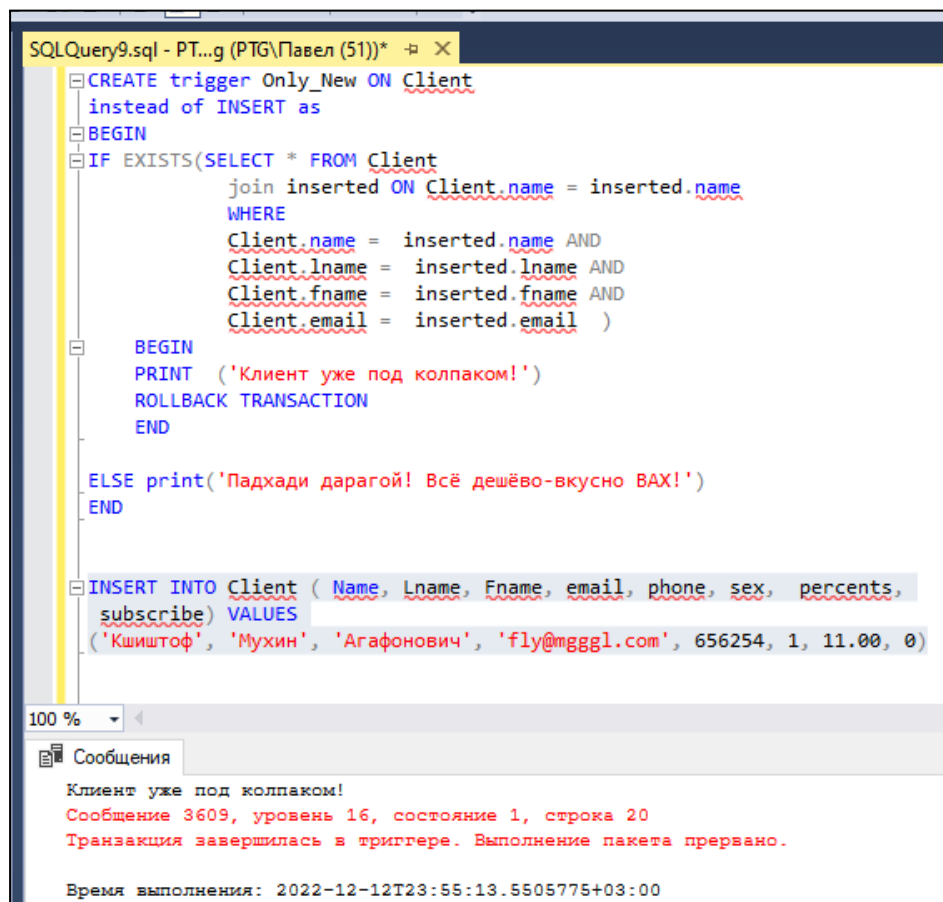 SQLQuery9.sql - PT...g (PTG\Павел (51))*
CREATE trigger Only_New ON Client
instead of INSERT as
BEGIN
IF EXISTS(SELECT * FROM Client
join inserted ON Client.name = inserted.name
WHERE
Client.name =  inserted.name AND
Client.lname =  inserted.lname AND
Client.fname =  inserted.fname AND
Client.email =  inserted.email  )
BEGIN
PRINT  ('Клиент уже под колпаком!')
ROLLBACK TRANSACTION
END
ELSE print('Падхади дарагой! Всё дешёво-вкусно ВАХ!')
END
INSERT INTO Client ( Name, Lname, Fname, email, phone, sex,  percents,
subscribe) VALUES
('Кшиштоф', 'Мухин', 'Агафонович', 'fly@mgggl.com', 656254, 1, 11.00, 0)
100 %
Сообщения
Клиент уже под колпаком!
Сообщение 3609, уровень 16, состояние 1, строка 20
Транзакция завершилась в триггере. Выполнение пакета прервано.
Время выполнения: 2022-12-12T23:55:13.5505775+03:00